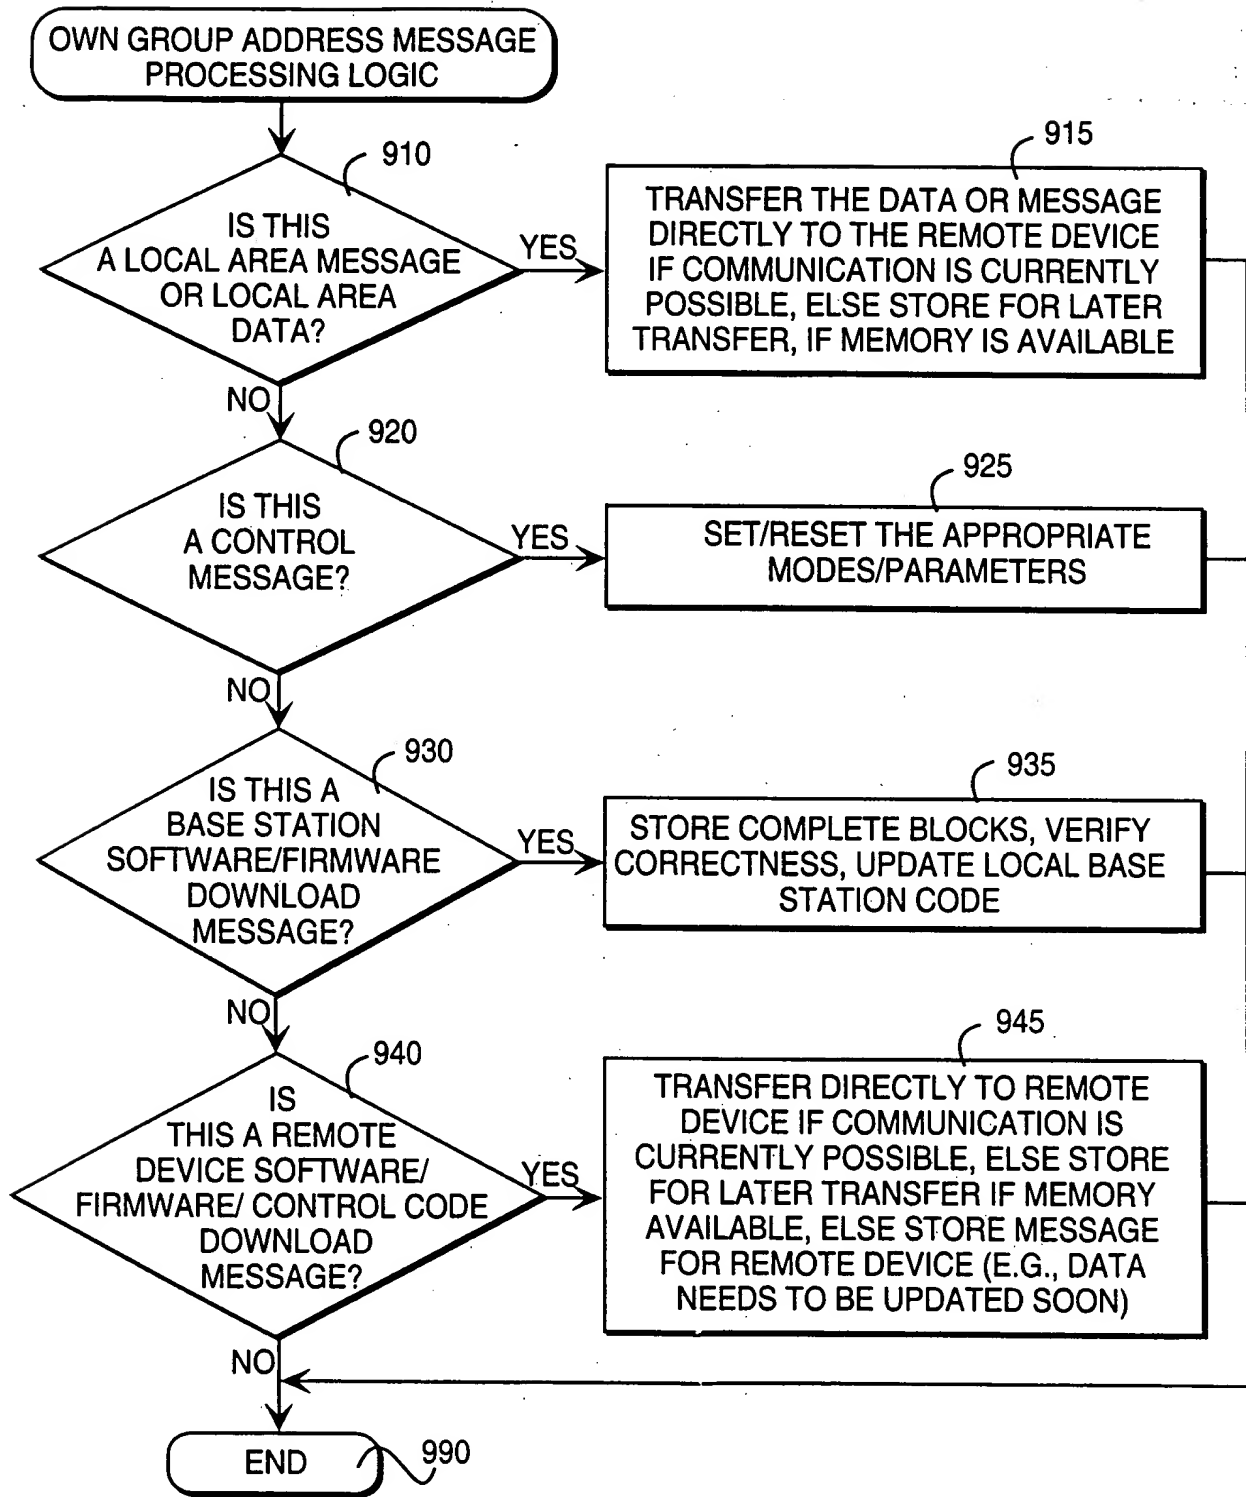 OWN GROUP ADDRESS MESSAGE
PROCESSING LOGIC
910
IS THIS
A LOCAL AREA MESSAGE
OR LOCAL AREA
DATA?
YES
915
TRANSFER THE DATA OR MESSAGE
DIRECTLY TO THE REMOTE DEVICE
IF COMMUNICATION IS CURRENTLY
POSSIBLE, ELSE STORE FOR LATER
TRANSFER, IF MEMORY IS AVAILABLE
NO
920
IS THIS
A CONTROL
MESSAGE?
YES
925
SET/RESET THE APPROPRIATE
MODES/PARAMETERS
NO
930
IS THIS A
BASE STATION
SOFTWARE/FIRMWARE
DOWNLOAD
MESSAGE?
YES
935
STORE COMPLETE BLOCKS, VERIFY
CORRECTNESS, UPDATE LOCAL BASE
STATION CODE
NO
940
IS
THIS A REMOTE
DEVICE SOFTWARE/
FIRMWARE/ CONTROL CODE
DOWNLOAD
MESSAGE?
YES
945
TRANSFER DIRECTLY TO REMOTE
DEVICE IF COMMUNICATION IS
CURRENTLY POSSIBLE, ELSE STORE
FOR LATER TRANSFER IF MEMORY
AVAILABLE, ELSE STORE MESSAGE
FOR REMOTE DEVICE (E.G., DATA
NEEDS TO BE UPDATED SOON)
NO
END
990